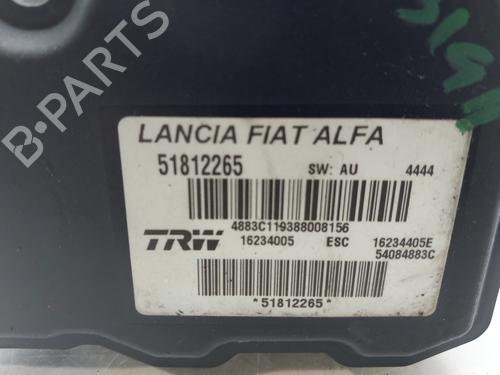 LANCIA FIAT ALFA
51812265 SW: AU 4444
4883C119388008156
TRW 16234005 ESC 16234405E
54084883C
*51812265*
B-PARTS